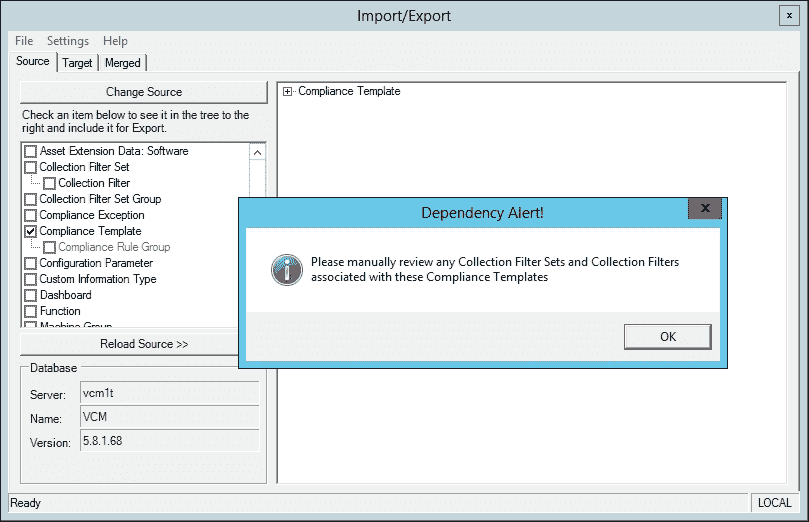 Import/Export
x
File Settings Help
Source Target Merged
Change Source
Check an item below to see it in the tree to the
right and include it for Export.
Asset Extension Data: Software
Collection Filter Set
Collection Filter
Collection Filter Set Group
Compliance Exception
Compliance Template
Compliance Rule Group
Configuration Parameter
Custom Information Type
Dashboard
Function
Machine Group
Reload Source >>
Database
Server: vcm1t
Name: VCM
Version: 5.8.1.68
Compliance Template
Dependency Alert!
x
Please manually review any Collection Filter Sets and Collection Filters
associated with these Compliance Templates
OK
Ready
LOCAL